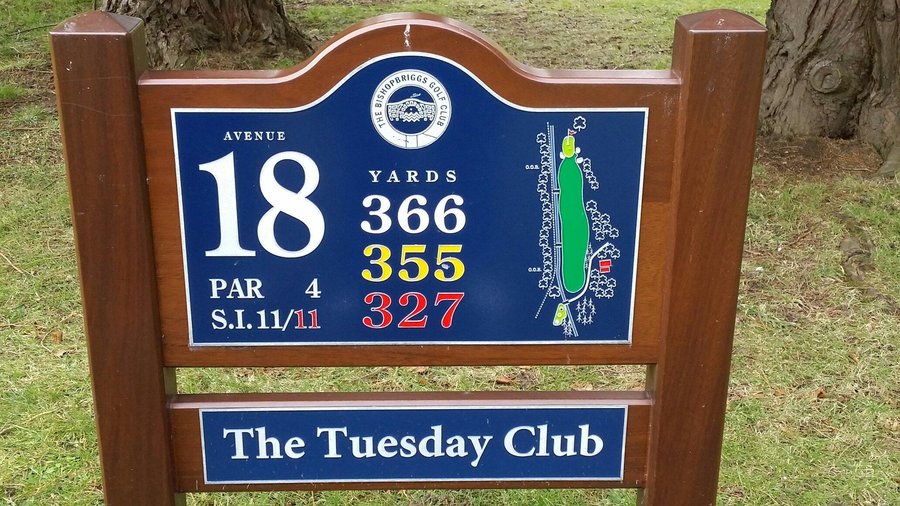 THE BISHOPBRIGGS GOLF CLUB
AVENUE
18
PAR 4
S.I. 11/11
YARDS
366
355
327
O.O.B.
O.O.B.
The Tuesday Club